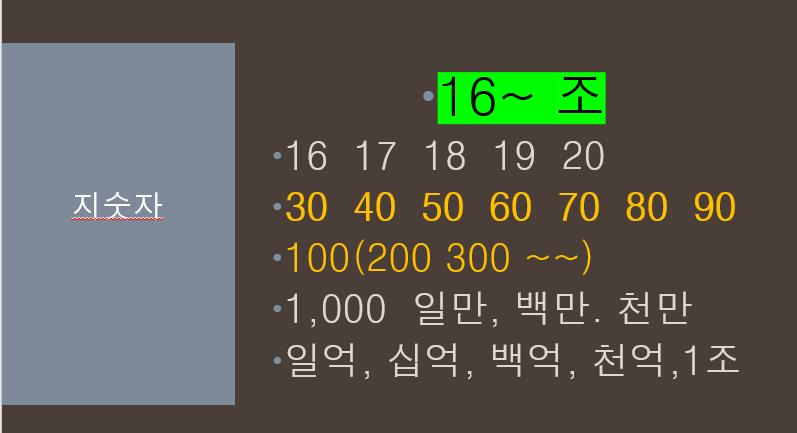 지숫자
•16~ 조
•16 17 18 19 20
•30 40 50 60 70 80 90
•100(200 300 ~~)
•1,000 일만, 백만. 천만
•일억, 십억, 백억, 천억,1조